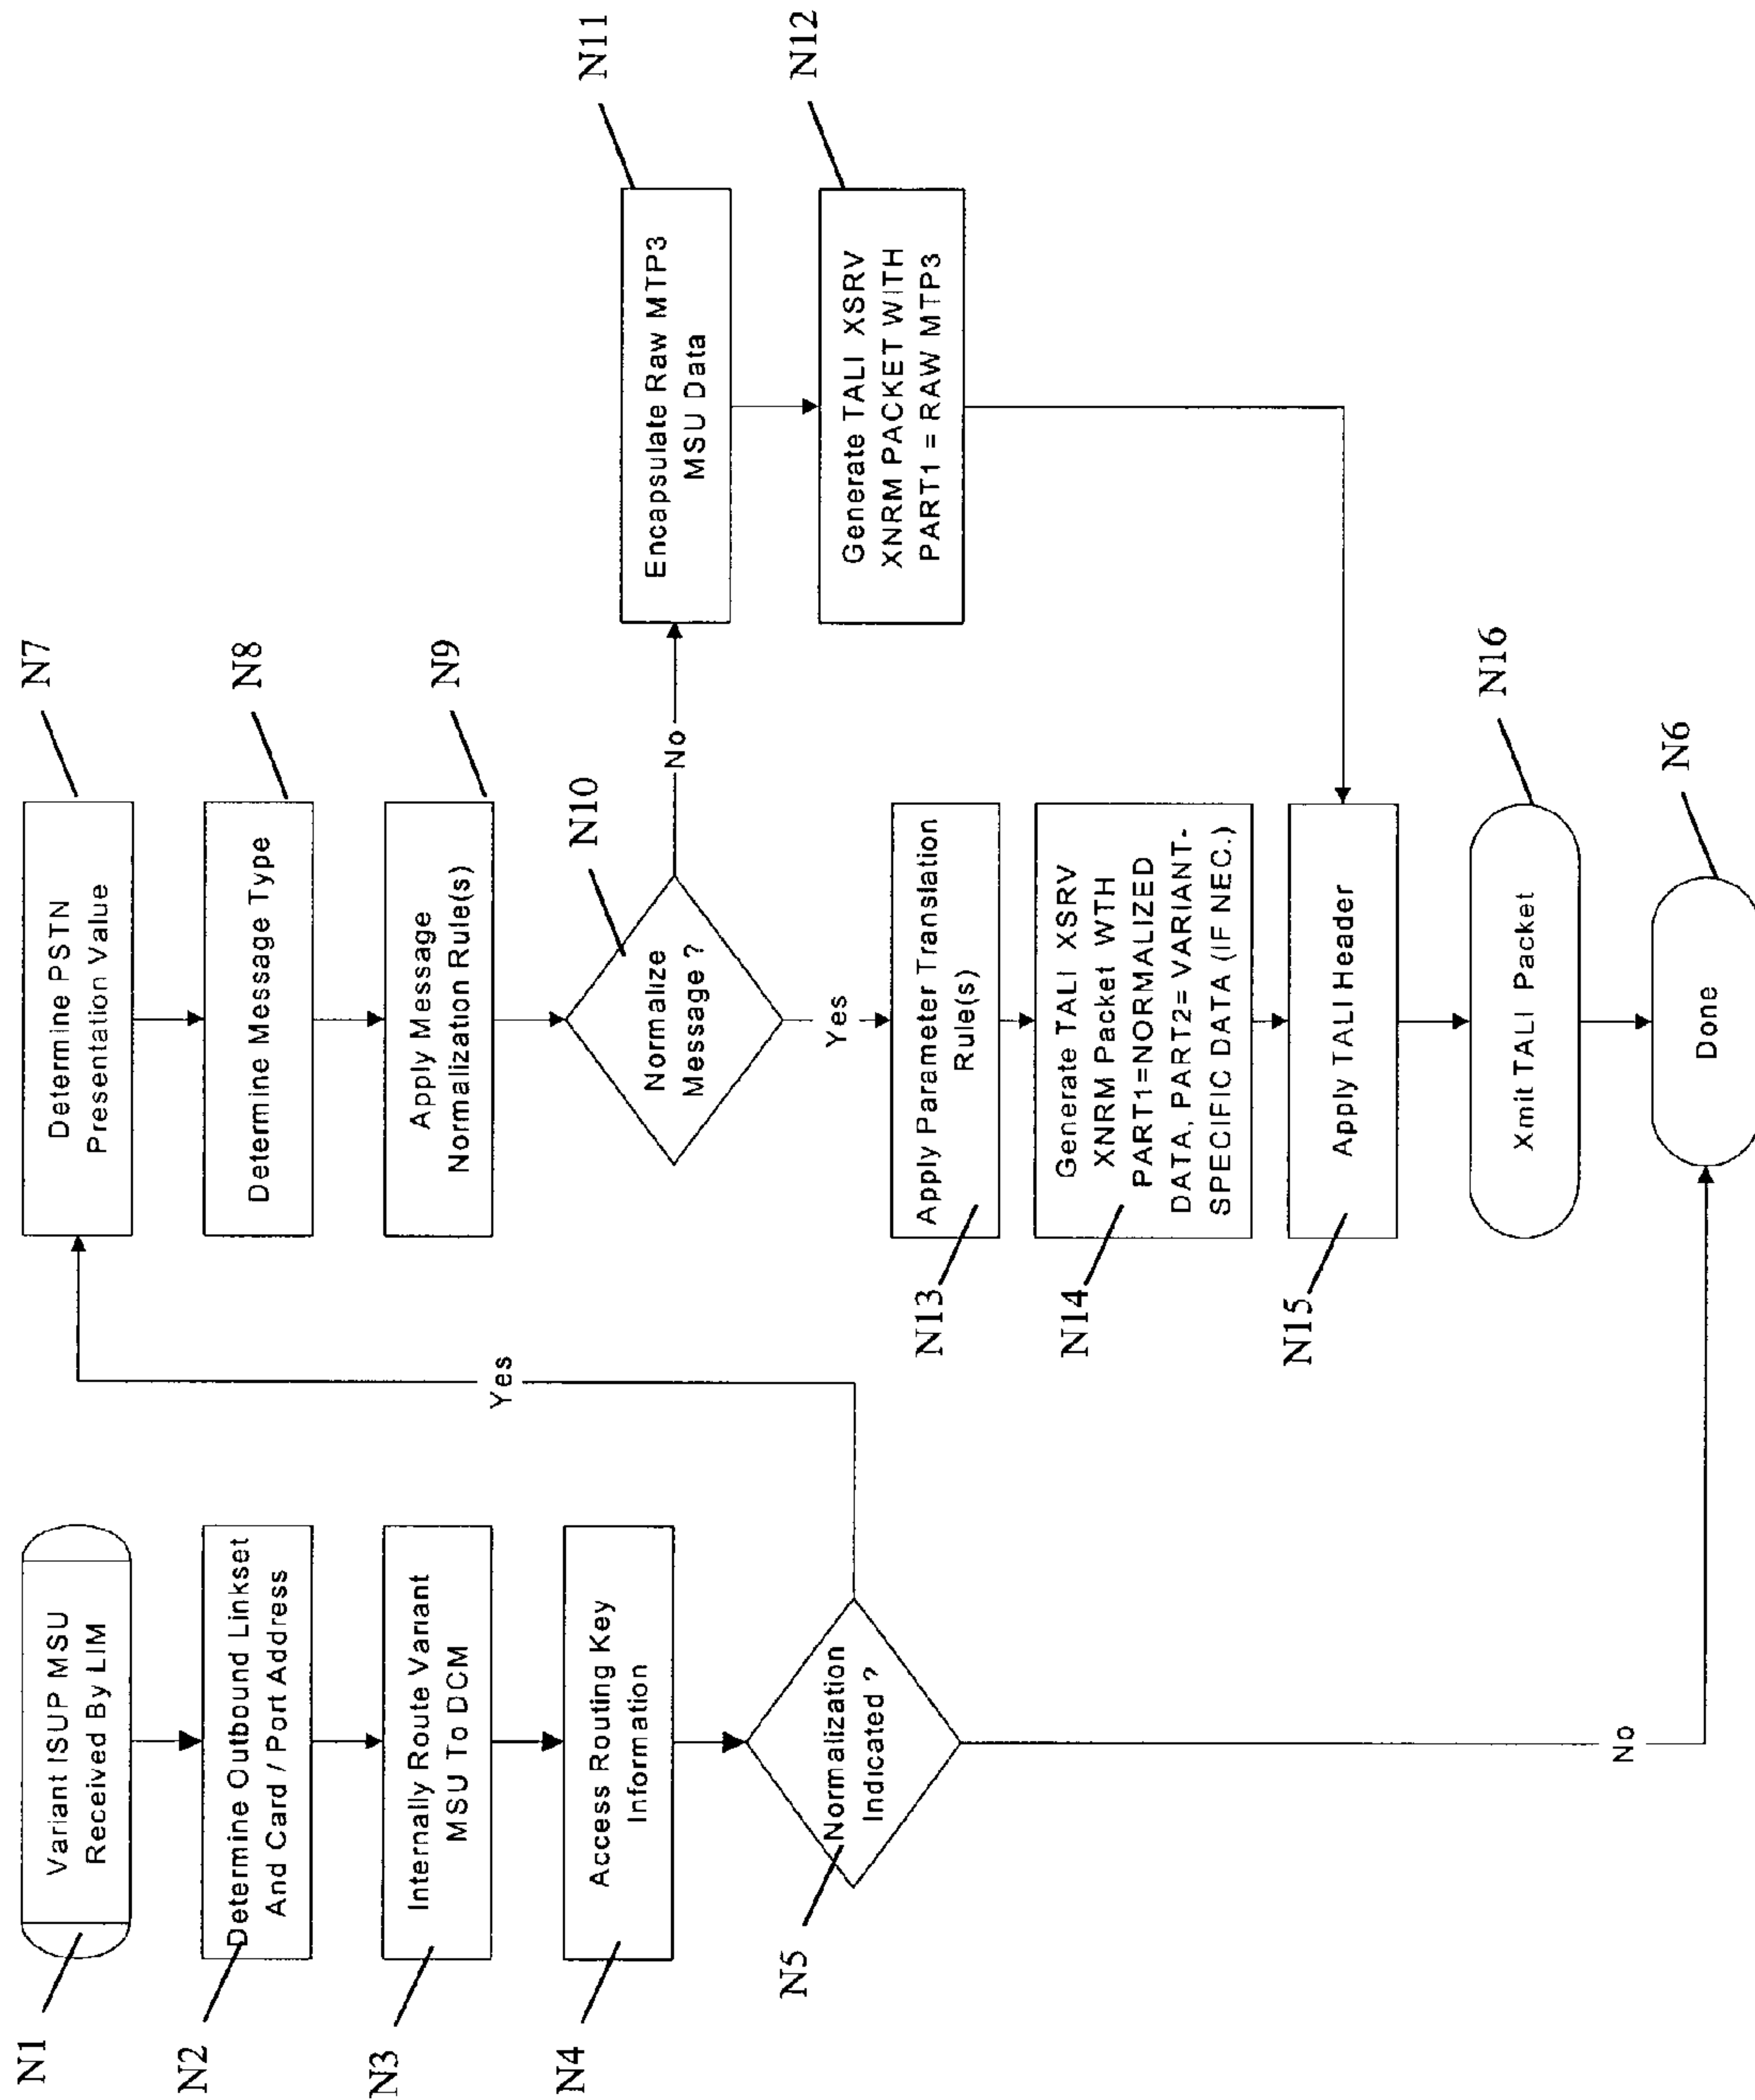 N1
Variant ISUP MSU
Received By LIM
N2
Determine Outbound Linkset
And Card / Port Address
N3
Internally Route Variant
MSU To DCM
N4
Access Routing Key
Information
N5
Normalization
Indicated ?
Yes
No
N7
Determine PSTN
Presentation Value
N8
Determine Message Type
N9
Apply Message
Normalization Rule(s)
N10
Normalize
Message ?
No
Yes
N11
Encapsulate Raw MTP3
MSU Data
N12
Generate TALI XSRV
XNRM PACKET WITH
PART1 = RAW MTP3
N13
Apply Parameter Translation
Rule(s)
N14
Generate TALI XSRV
XNRM Packet WTH
PART1=NORMALIZED
DATA, PART2= VARIANT-
SPECIFIC DATA (IF NEC.)
N15
Apply TALI Header
N16
Xmit TALI Packet
N6
Done